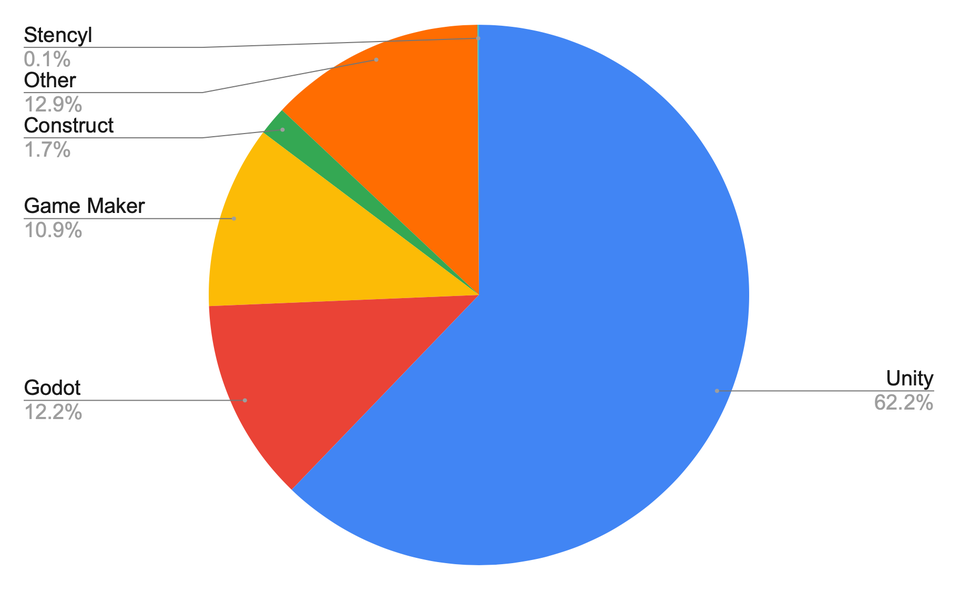 Stencyl
0.1%
Other
12.9%
Construct
1.7%
Game Maker
10.9%
Godot
12.2%
Unity
62.2%